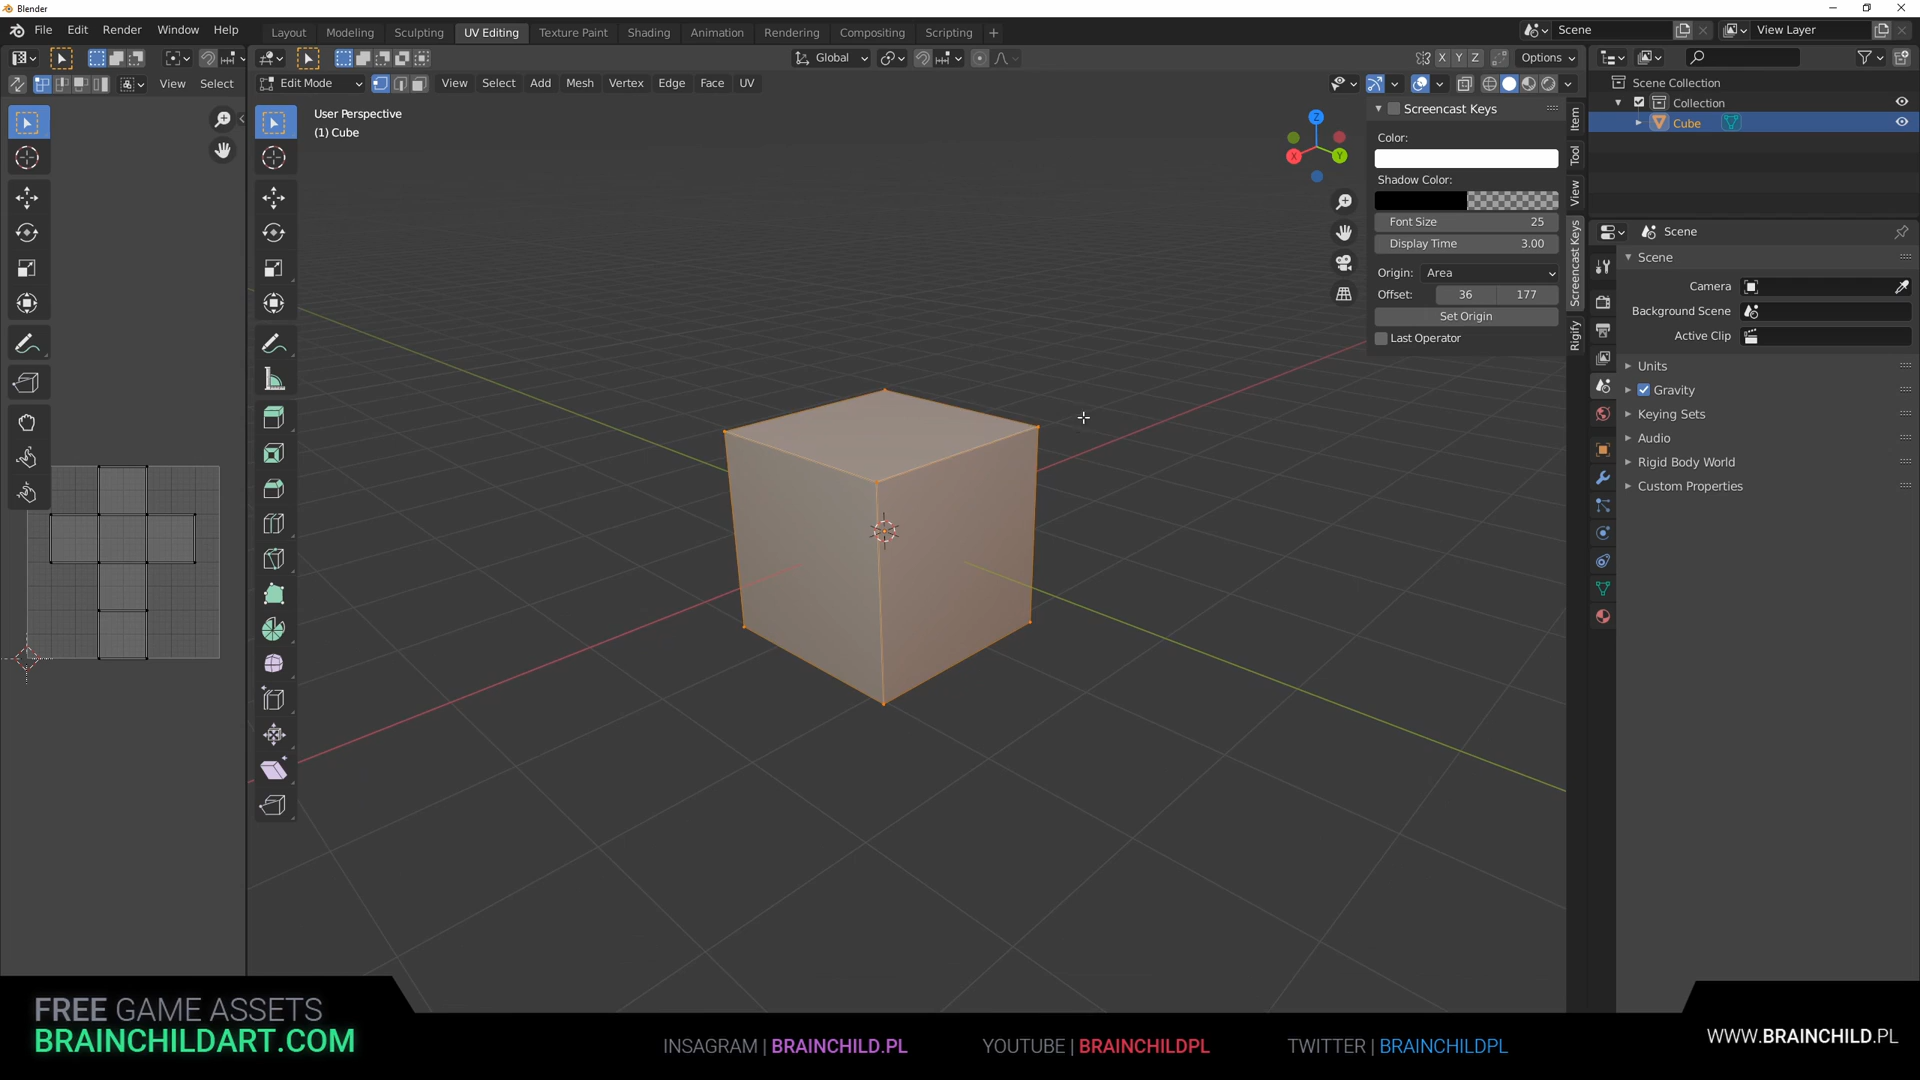 Blender
File Edit Render Window Help
Layout Modeling Sculpting UV Editing Texture Paint Shading Animation Rendering Compositing Scripting +
Scene
View Layer
Global
X Y Z
Options
View Select
Edit Mode
View Select Add Mesh Vertex Edge Face UV
User Perspective
(1) Cube
Z
X
Y
Screencast Keys
Color:
Shadow Color:
Font Size 25
Display Time 3.00
Origin: Area
Offset: 36 177
Set Origin
Last Operator
Item
Tool
View
Screencast Keys
Rigify
Scene Collection
Collection
Cube
Scene
Scene
Camera
Background Scene
Active Clip
Units
Gravity
Keying Sets
Audio
Rigid Body World
Custom Properties
FREE GAME ASSETS
BRAINCHILDART.COM
INSAGRAM | BRAINCHILD.PL
YOUTUBE | BRAINCHILDPL
TWITTER | BRAINCHILDPL
WWW.BRAINCHILD.PL